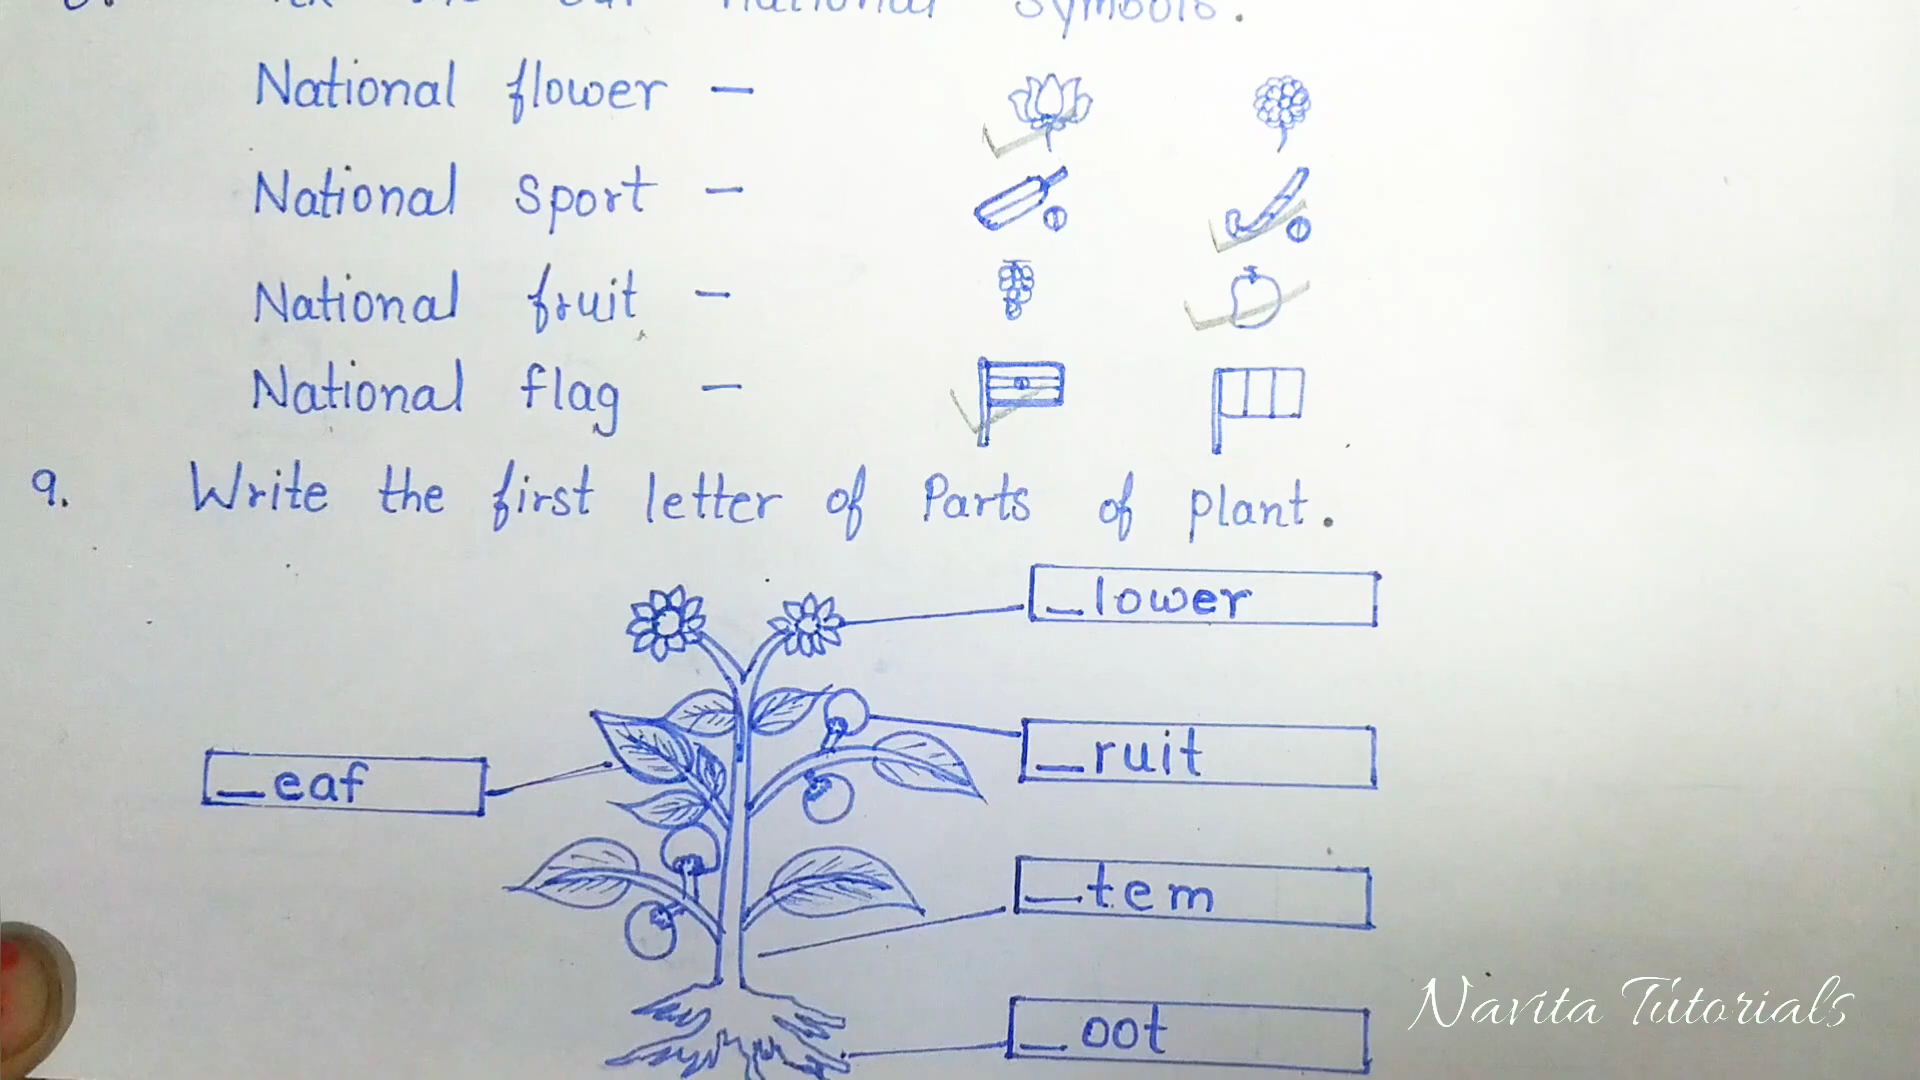 National flower —
National sport —
National fruit —
National flag —
9. Write the first letter of Parts of plant.
_lower
_ruit
_eaf
_tem
_oot
Navita Tutorials